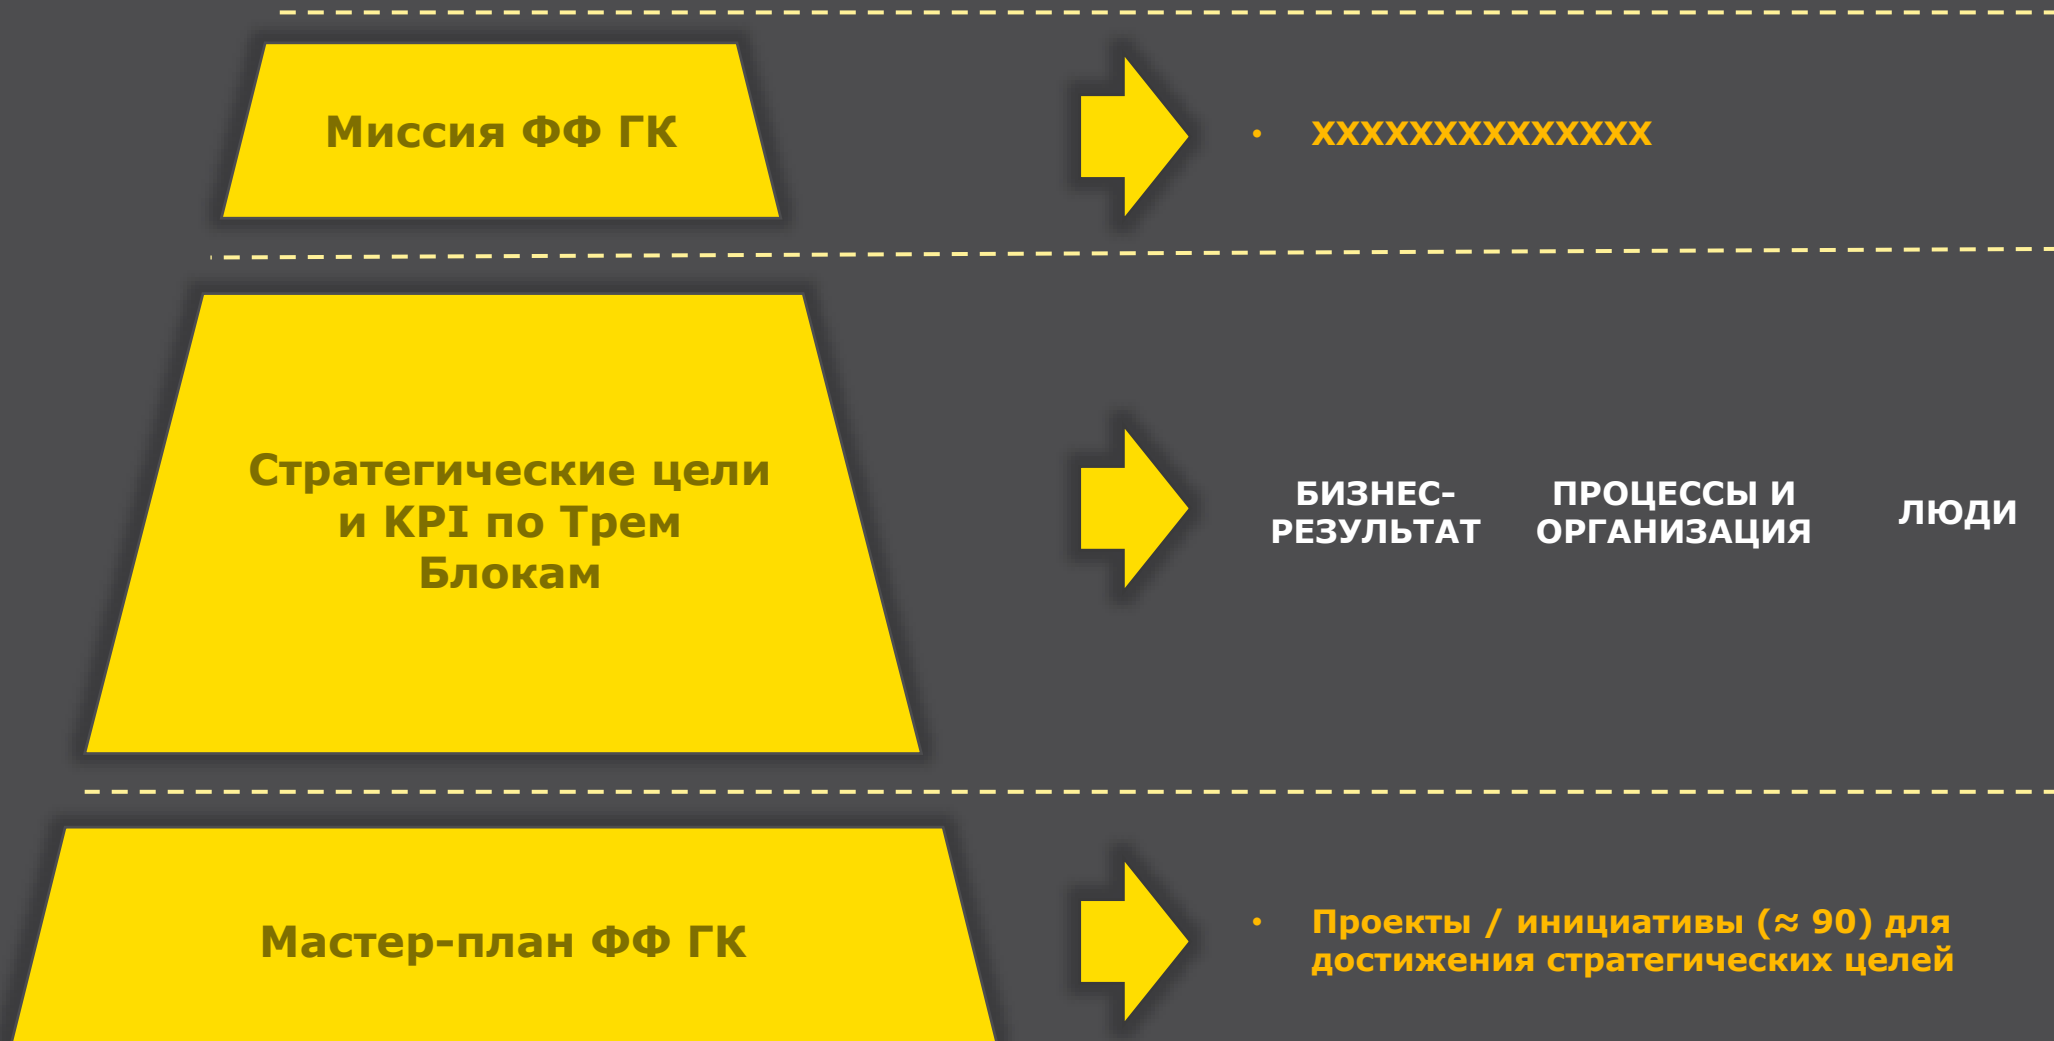 Миссия ФФ ГК
• XXXXXXXXXXXXXX
Стратегические цели
и KPI по Трем
Блокам
БИЗНЕС-
РЕЗУЛЬТАТ
ПРОЦЕССЫ И
ОРГАНИЗАЦИЯ
ЛЮДИ
Мастер-план ФФ ГК
• Проекты / инициативы (≈ 90) для
достижения стратегических целей